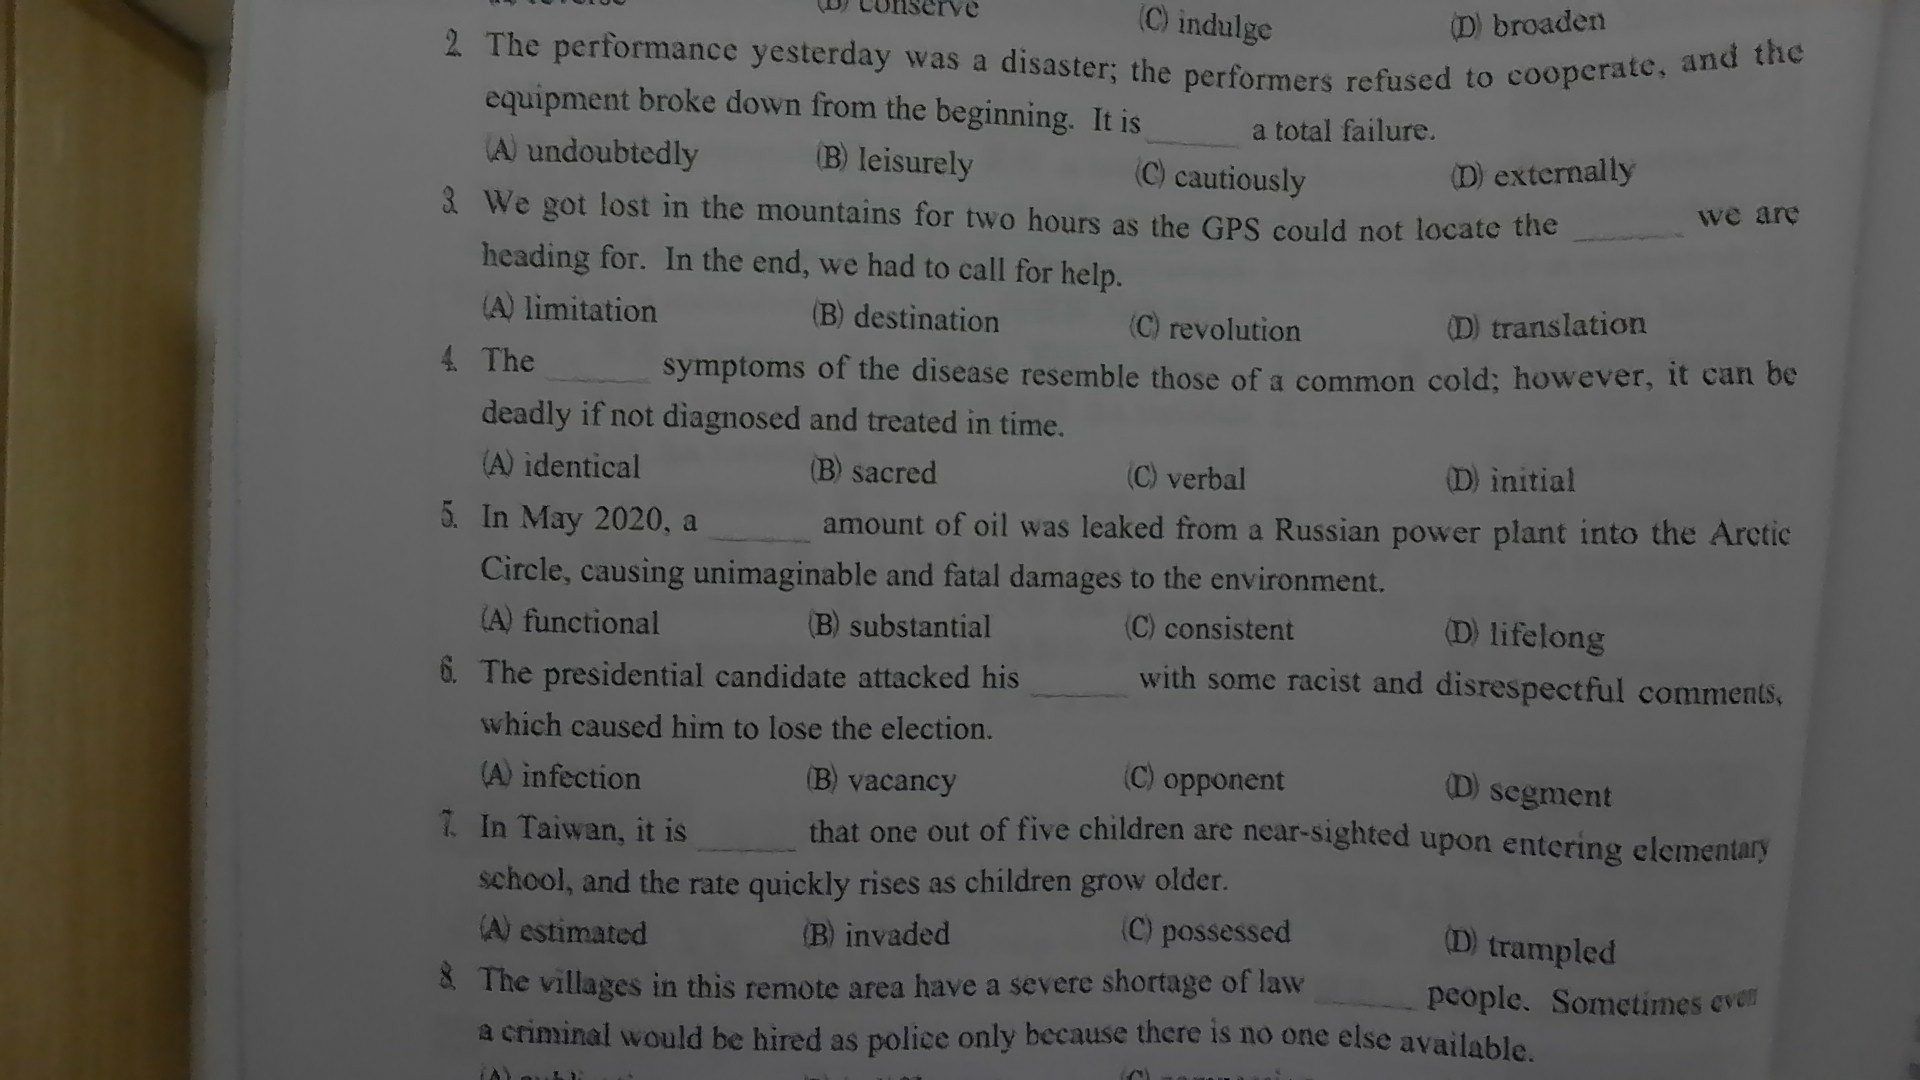 (B) conserve (C) indulge (D) broaden
2. The performance yesterday was a disaster; the performers refused to cooperate, and the
equipment broke down from the beginning. It is ______ a total failure.
(A) undoubtedly (B) leisurely (C) cautiously (D) externally
3. We got lost in the mountains for two hours as the GPS could not locate the ______ we are
heading for. In the end, we had to call for help.
(A) limitation (B) destination (C) revolution (D) translation
4. The ______ symptoms of the disease resemble those of a common cold; however, it can be
deadly if not diagnosed and treated in time.
(A) identical (B) sacred (C) verbal (D) initial
5. In May 2020, a ______ amount of oil was leaked from a Russian power plant into the Arctic
Circle, causing unimaginable and fatal damages to the environment.
(A) functional (B) substantial (C) consistent (D) lifelong
6. The presidential candidate attacked his ______ with some racist and disrespectful comments,
which caused him to lose the election.
(A) infection (B) vacancy (C) opponent (D) segment
7. In Taiwan, it is ______ that one out of five children are near-sighted upon entering elementary
school, and the rate quickly rises as children grow older.
(A) estimated (B) invaded (C) possessed (D) trampled
8. The villages in this remote area have a severe shortage of law ______ people. Sometimes even
a criminal would be hired as police only because there is no one else available.